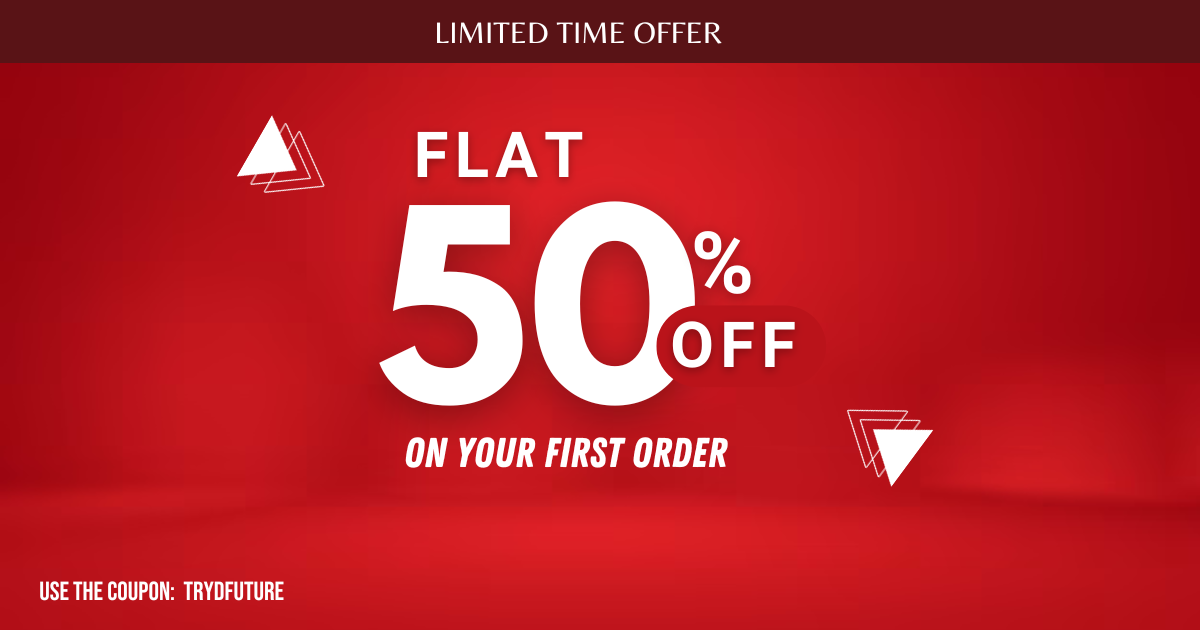 LIMITED TIME OFFER
FLAT
50%
OFF
ON YOUR FIRST ORDER
USE THE COUPON: TRYDFUTURE